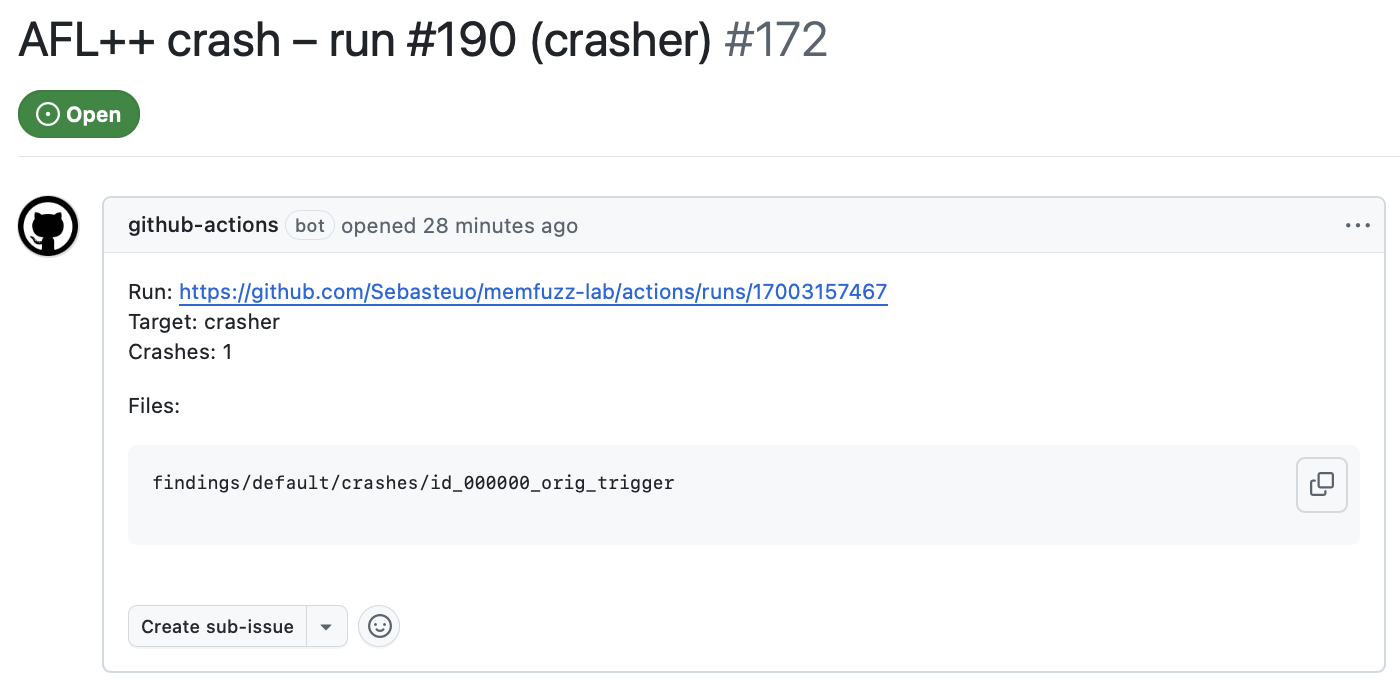 AFL++ crash – run #190 (crasher) #172
Open
github-actions bot opened 28 minutes ago
Run: https://github.com/Sebasteuo/memfuzz-lab/actions/runs/17003157467
Target: crasher
Crashes: 1
Files:
findings/default/crashes/id_000000_orig_trigger
Create sub-issue